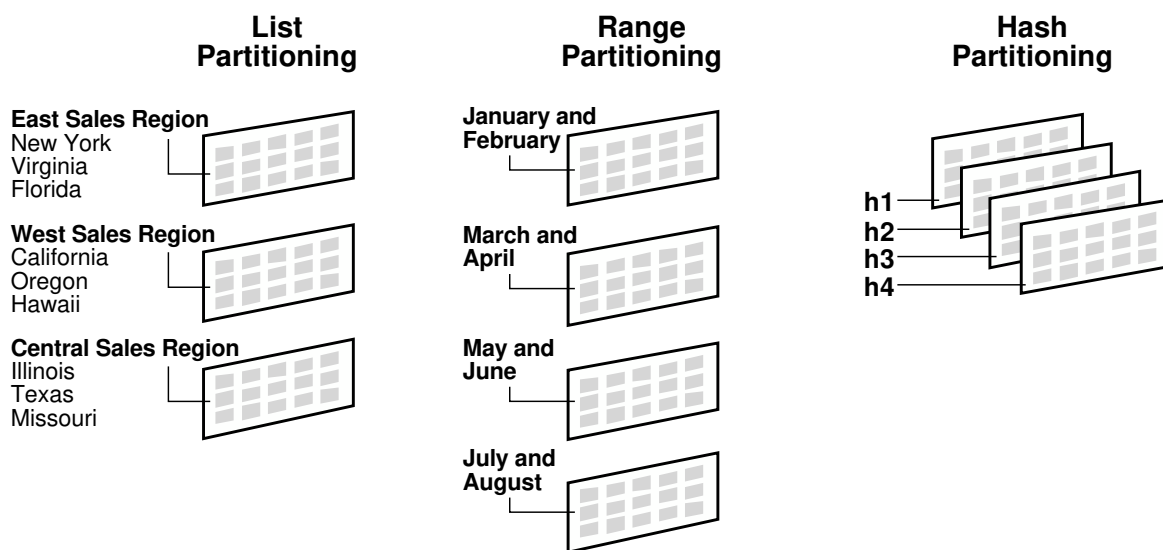 List
Partitioning
East Sales Region
New York
Virginia
Florida
West Sales Region
California
Oregon
Hawaii
Central Sales Region
Illinois
Texas
Missouri
Range
Partitioning
January and
February
March and
April
May and
June
July and
August
Hash
Partitioning
h1
h2
h3
h4